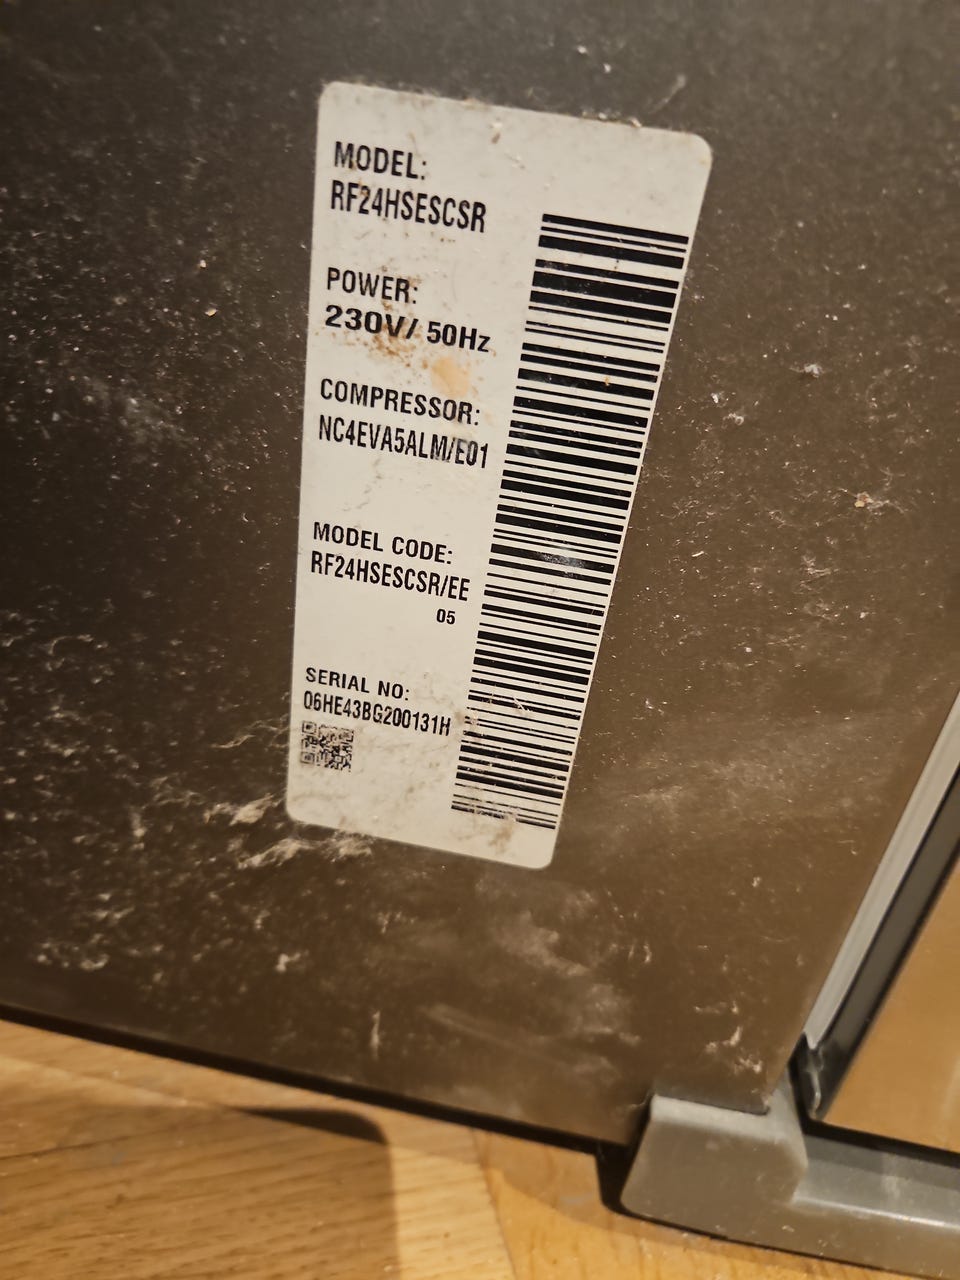 MODEL:
RF24HSESCSR
POWER:
230V/ 50Hz
COMPRESSOR:
NC4EVA5ALM/E01
MODEL CODE:
RF24HSESCSR/EE
05
SERIAL NO:
06HE43BG200131H